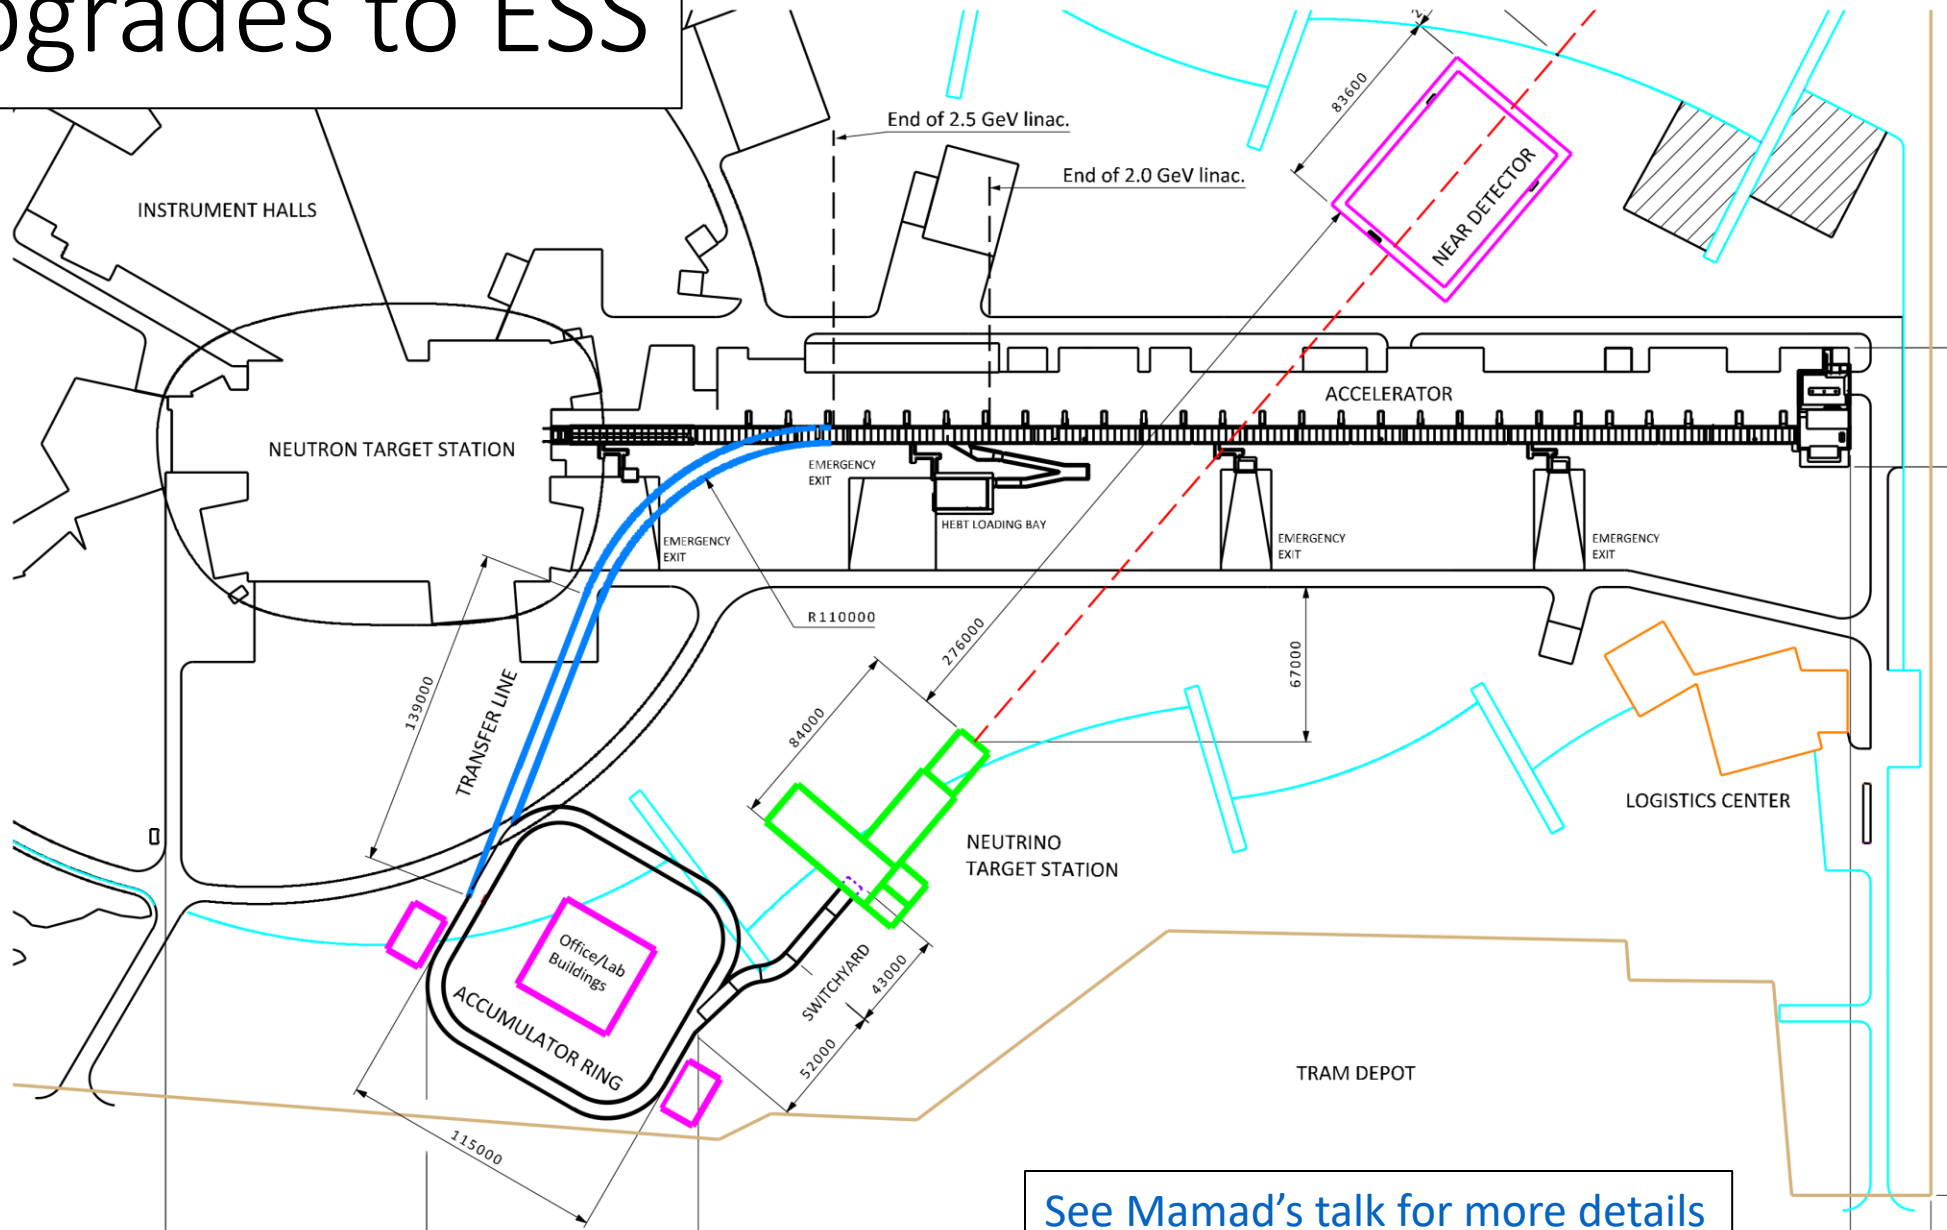 ogrades to ESS
End of 2.5 GeV linac.
End of 2.0 GeV linac.
83600
NEAR DETECTOR
INSTRUMENT HALLS
ACCELERATOR
NEUTRON TARGET STATION
EMERGENCY
EXIT
HEBT LOADING BAY
EMERGENCY
EXIT
EMERGENCY
EXIT
EMERGENCY
EXIT
R110000
276000
67000
139000
TRANSFER LINE
84000
LOGISTICS CENTER
NEUTRINO
TARGET STATION
Office/Lab
Buildings
ACCUMULATOR RING
SWITCHYARD
43000
52000
TRAM DEPOT
115000
See Mamad's talk for more details